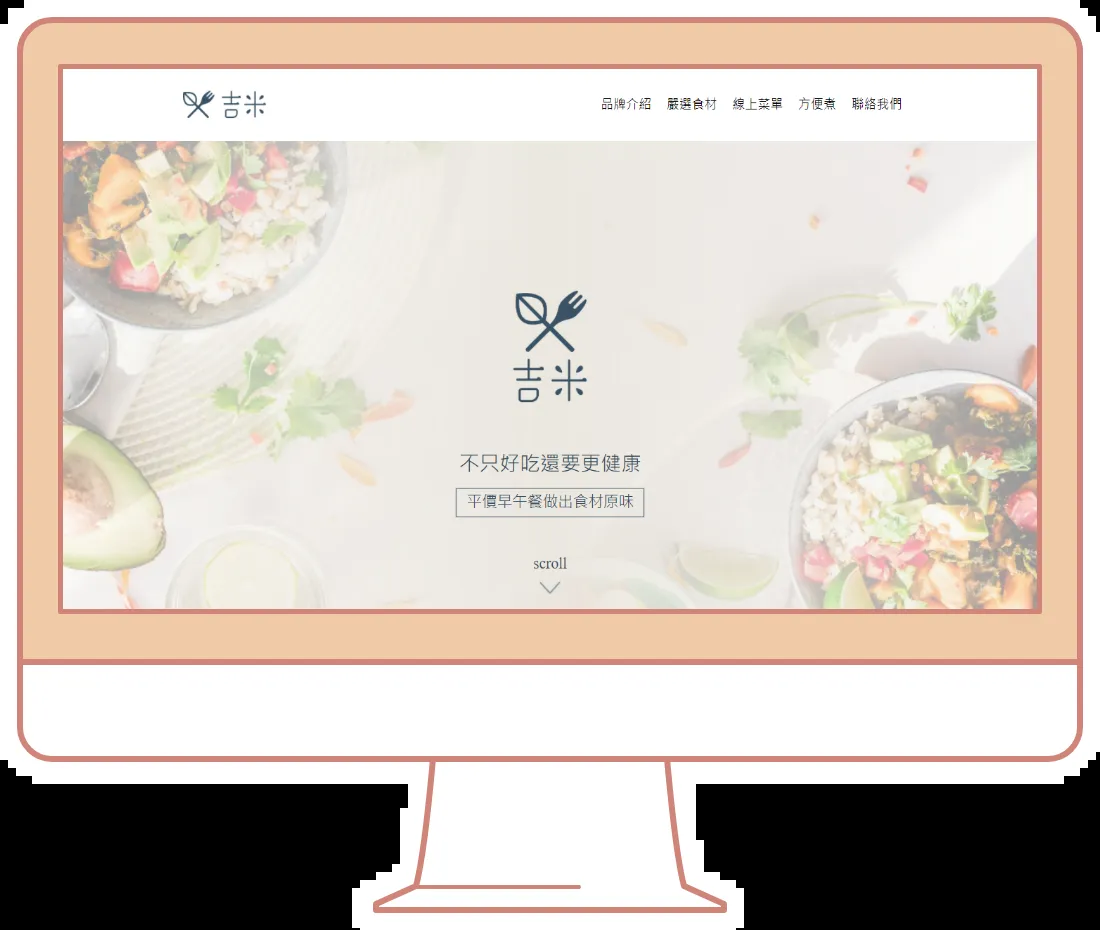 吉米
品牌介紹 嚴選食材 線上菜單 方便煮 聯絡我們
吉米
不只好吃還要更健康
平價早午餐做出食材原味
scroll